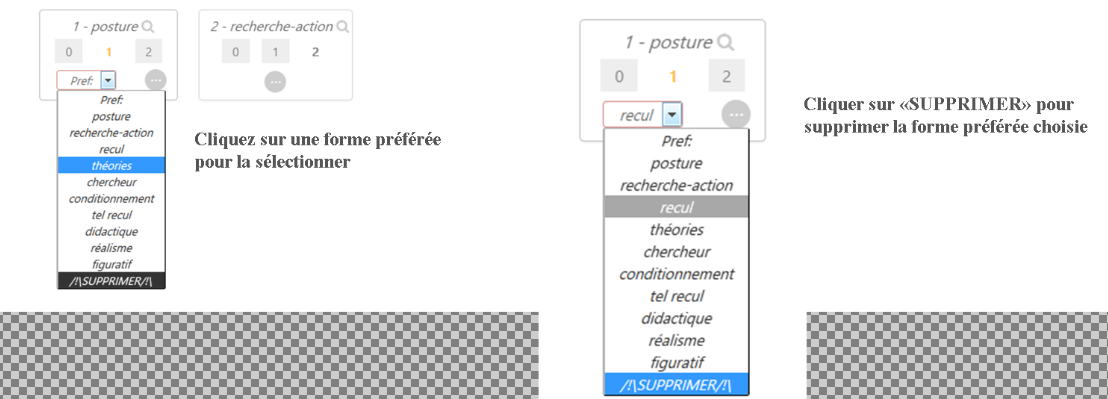 1 - posture
0 1 2
Pref:
Pref:
posture
recherche-action
recul
théories
chercheur
conditionnement
tel recul
didactique
réalisme
figuratif
/!\SUPPRIMER/!\
2 - recherche-action
0 1 2
Cliquez sur une forme préférée
pour la sélectionner
1 - posture
0 1 2
recul
Pref:
posture
recherche-action
recul
théories
chercheur
conditionnement
tel recul
didactique
réalisme
figuratif
/!\SUPPRIMER/!\
Cliquer sur «SUPPRIMER» pour
supprimer la forme préférée choisie